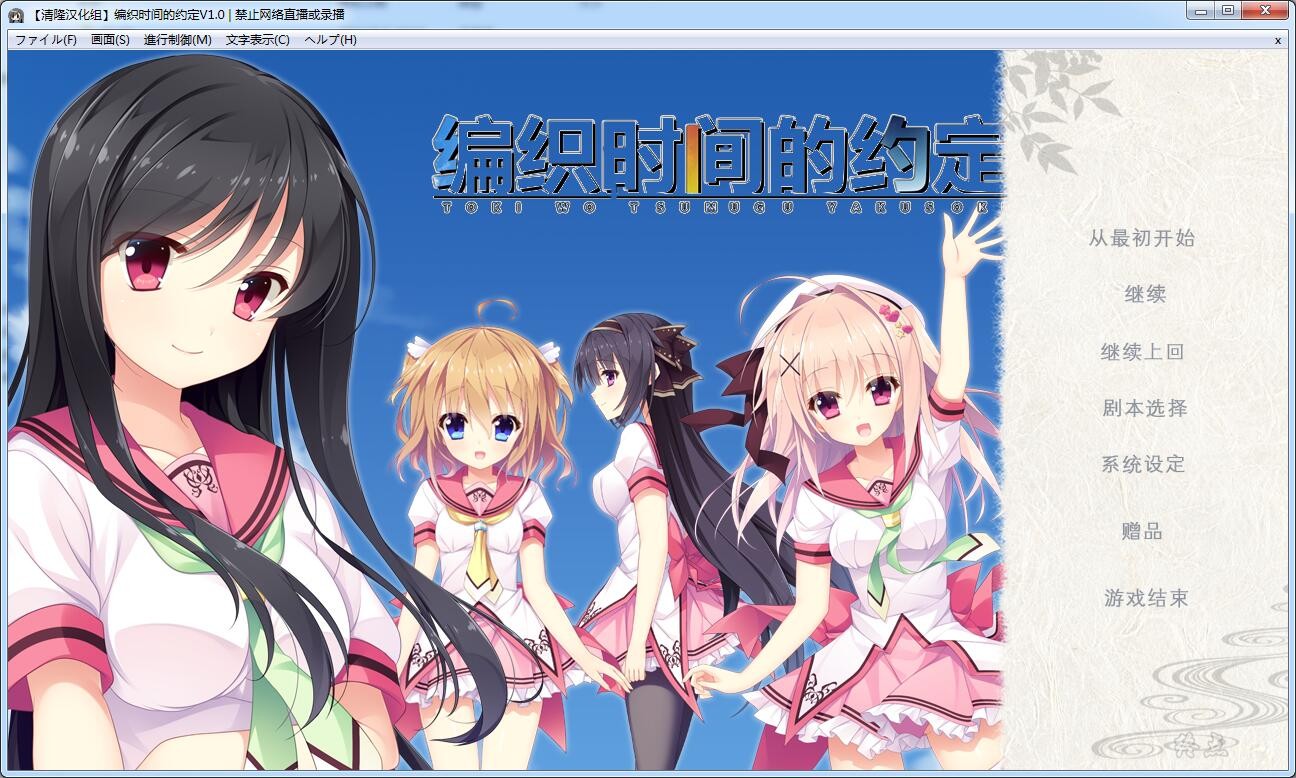 【清隆汉化组】编织时间的约定V1.0 | 禁止网络直播或录播
ファイル(F) 画面(S) 進行制御(M) 文字表示(C) ヘルプ(H) x
编织时间的约定
TOKI WO TSUMUGU YAKUSOK
从最初开始
继续
继续上回
剧本选择
系统设定
赠品
游戏结束